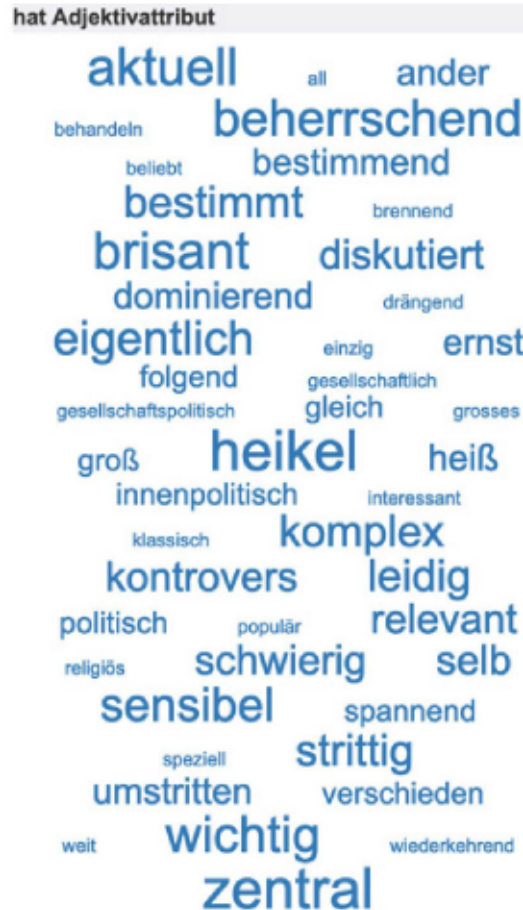 hat Adjektivattribut
aktuell all ander
behandeln beherrschend
beliebt bestimmend
bestimmt brennend
brisant diskutiert
dominierend drängend
eigentlich einzig ernst
folgend gesellschaftlich
gesellschaftspolitisch gleich grosses
groß heikel heiß
innenpolitisch interessant
klassisch komplex
kontrovers leidig
politisch populär relevant
religiös schwierig selb
sensibel spannend
speziell strittig
umstritten verschieden
weit wichtig wiederkehrend
zentral